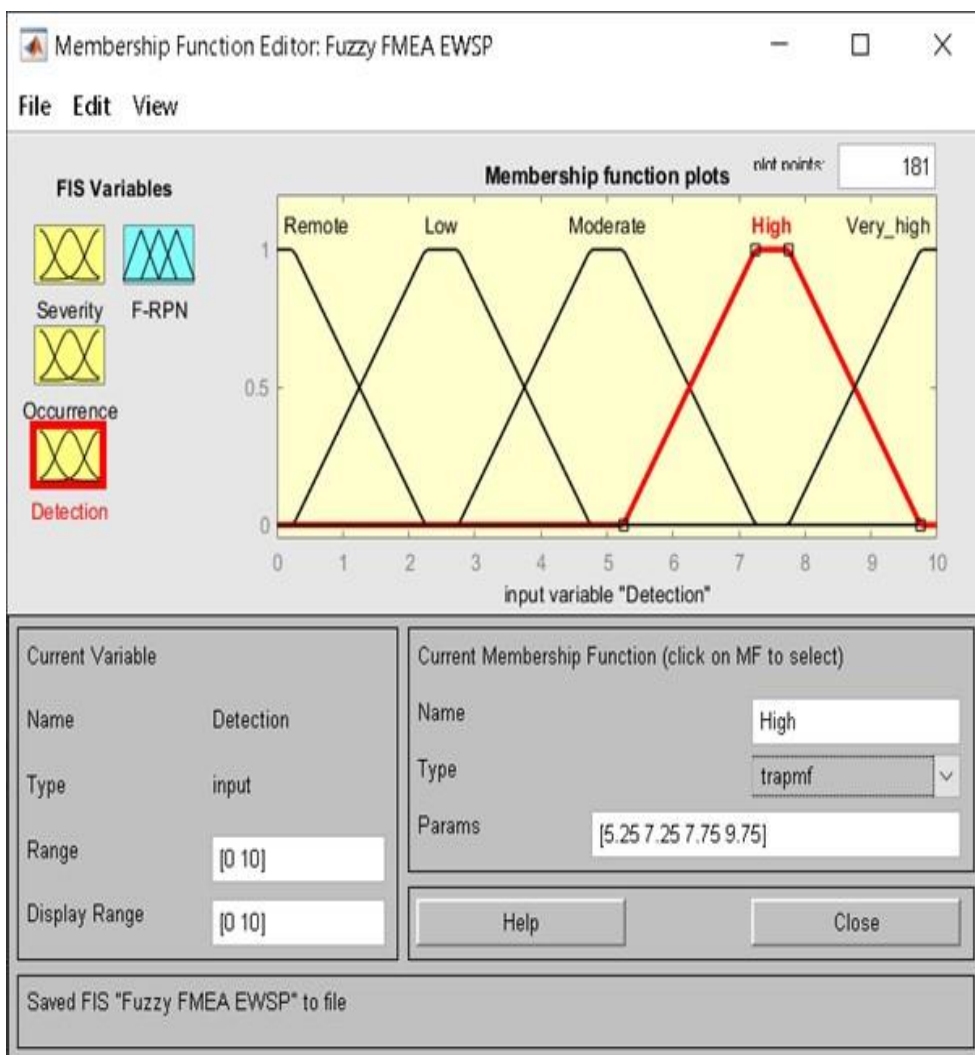 Membership Function Editor: Fuzzy FMEA EWSP
File Edit View
FIS Variables
Severity F-RPN
Occurrence
Detection
Membership function plots plot points: 181
Remote Low Moderate High Very_high
1
0.5
0
0 1 2 3 4 5 6 7 8 9 10
input variable "Detection"
Current Variable
Name Detection
Type input
Range [0 10]
Display Range [0 10]
Current Membership Function (click on MF to select)
Name High
Type trapmf
Params [5.25 7.25 7.75 9.75]
Help Close
Saved FIS "Fuzzy FMEA EWSP" to file